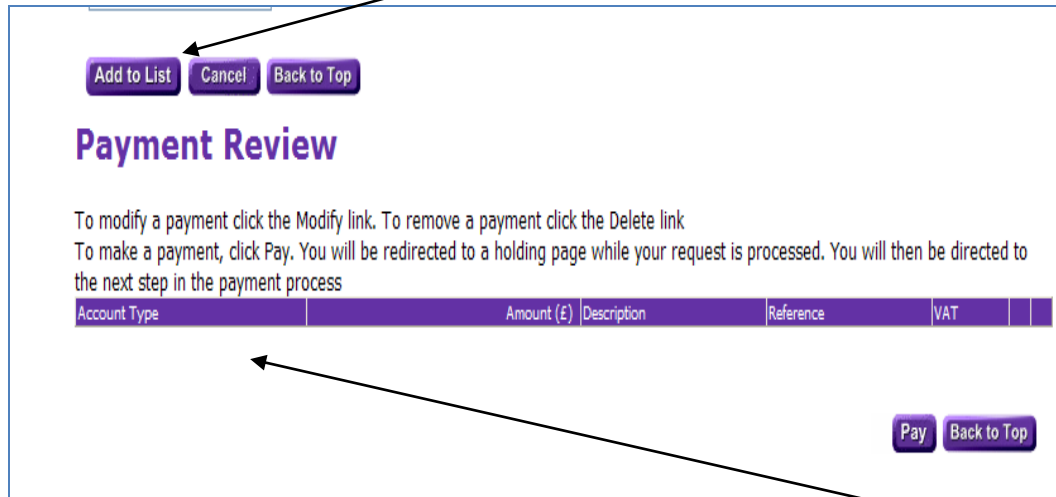 Add to List Cancel Back to Top
Payment Review
To modify a payment click the Modify link. To remove a payment click the Delete link
To make a payment, click Pay. You will be redirected to a holding page while your request is processed. You will then be directed to
the next step in the payment process
Account Type Amount (£) Description Reference VAT
Pay Back to Top